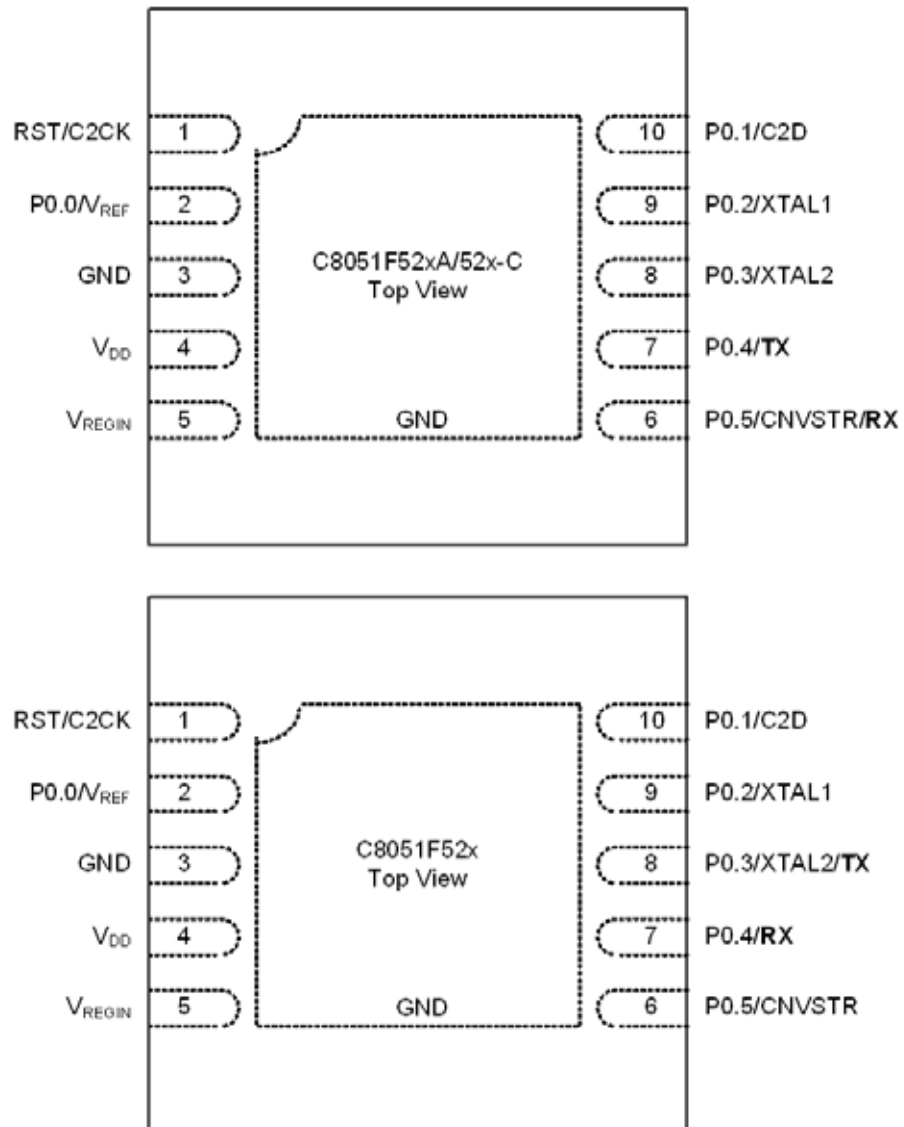 RST/C2CK 1 10 P0.1/C2D
P0.0/VREF 2 9 P0.2/XTAL1
C8051F52xA/52x-C
GND 3 8 P0.3/XTAL2
Top View
VDD 4 7 P0.4/TX
VREGIN 5 GND 6 P0.5/CNVSTR/RX
RST/C2CK 1 10 P0.1/C2D
P0.0/VREF 2 9 P0.2/XTAL1
C8051F52x
GND 3 8 P0.3/XTAL2/TX
Top View
VDD 4 7 P0.4/RX
VREGIN 5 GND 6 P0.5/CNVSTR